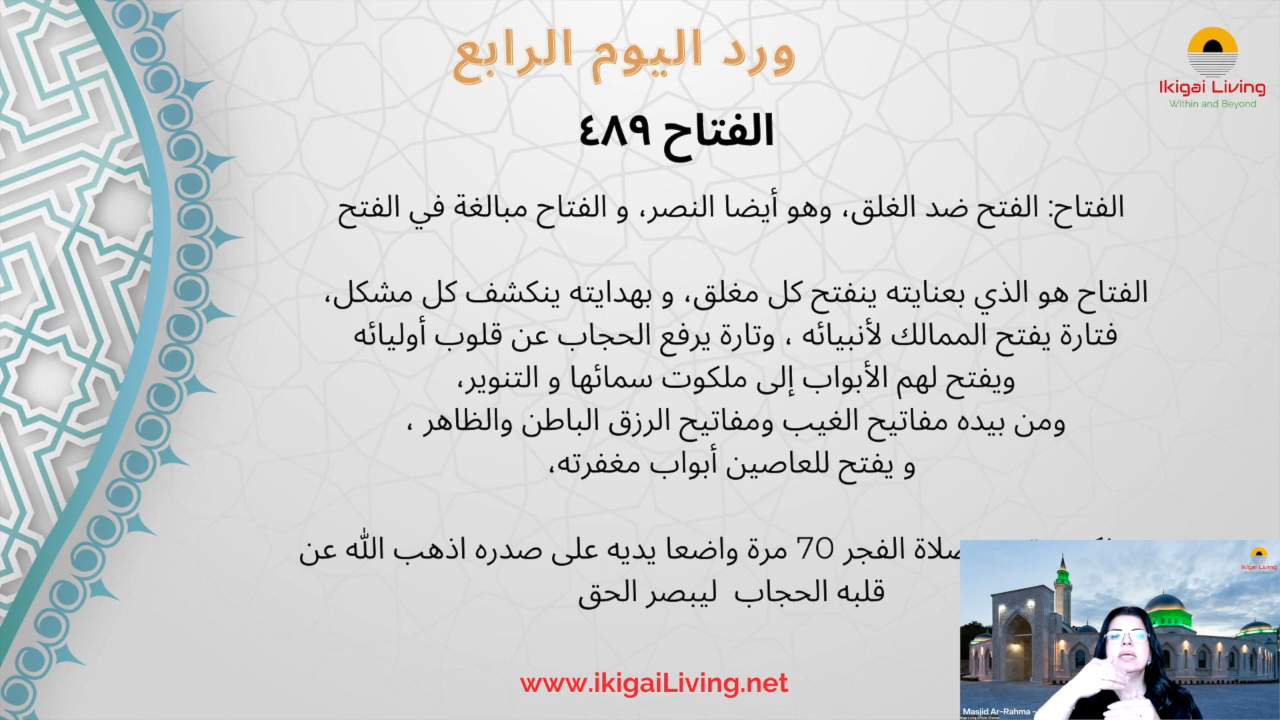 ورد اليوم الرابع
Ikigai Living
Within and Beyond
الفتاح ٤٨٩
الفتاح: الفتح ضد الغلق، وهو أيضا النصر، و الفتاح مبالغة في الفتح
الفتاح هو الذي بعنايته ينفتح كل مغلق، و بهدايته ينكشف كل مشكل،
فتارة يفتح الممالك لأنبيائه ، وتارة يرفع الحجاب عن قلوب أوليائه
ويفتح لهم الأبواب إلى ملكوت سمائها و التنوير،
ومن بيده مفاتيح الغيب ومفاتيح الرزق الباطن والظاهر ،
و يفتح للعاصين أبواب مغفرته،
صلاة الفجر 70 مرة واضعا يديه على صدره اذهب الله عن
قلبه الحجاب ليبصر الحق
Ikigai Living
www.ikigaiLiving.net
Masjid Ar-Rahma -